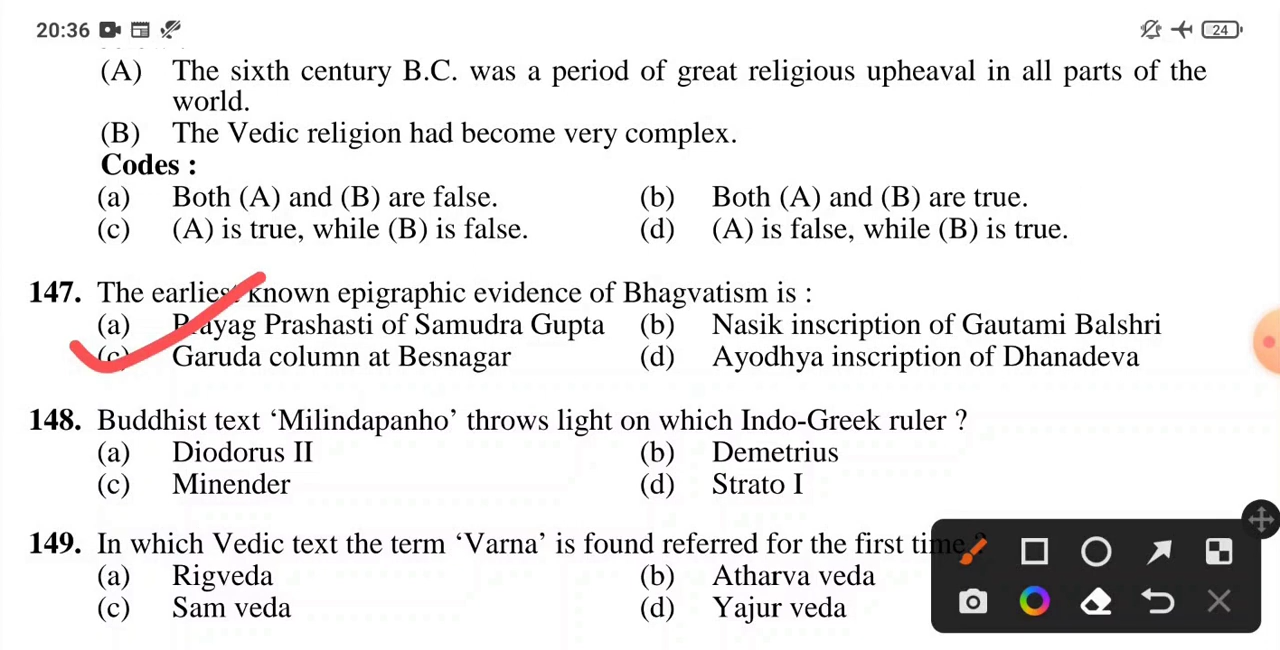 20:36
24
(A) The sixth century B.C. was a period of great religious upheaval in all parts of the
world.
(B) The Vedic religion had become very complex.
Codes :
(a) Both (A) and (B) are false. (b) Both (A) and (B) are true.
(c) (A) is true, while (B) is false. (d) (A) is false, while (B) is true.
147. The earliest known epigraphic evidence of Bhagvatism is :
(a) Prayag Prashasti of Samudra Gupta (b) Nasik inscription of Gautami Balshri
(c) Garuda column at Besnagar (d) Ayodhya inscription of Dhanadeva
148. Buddhist text ‘Milindapanho’ throws light on which Indo-Greek ruler ?
(a) Diodorus II (b) Demetrius
(c) Minender (d) Strato I
149. In which Vedic text the term ‘Varna’ is found referred for the first time ?
(a) Rigveda (b) Atharva veda
(c) Sam veda (d) Yajur veda